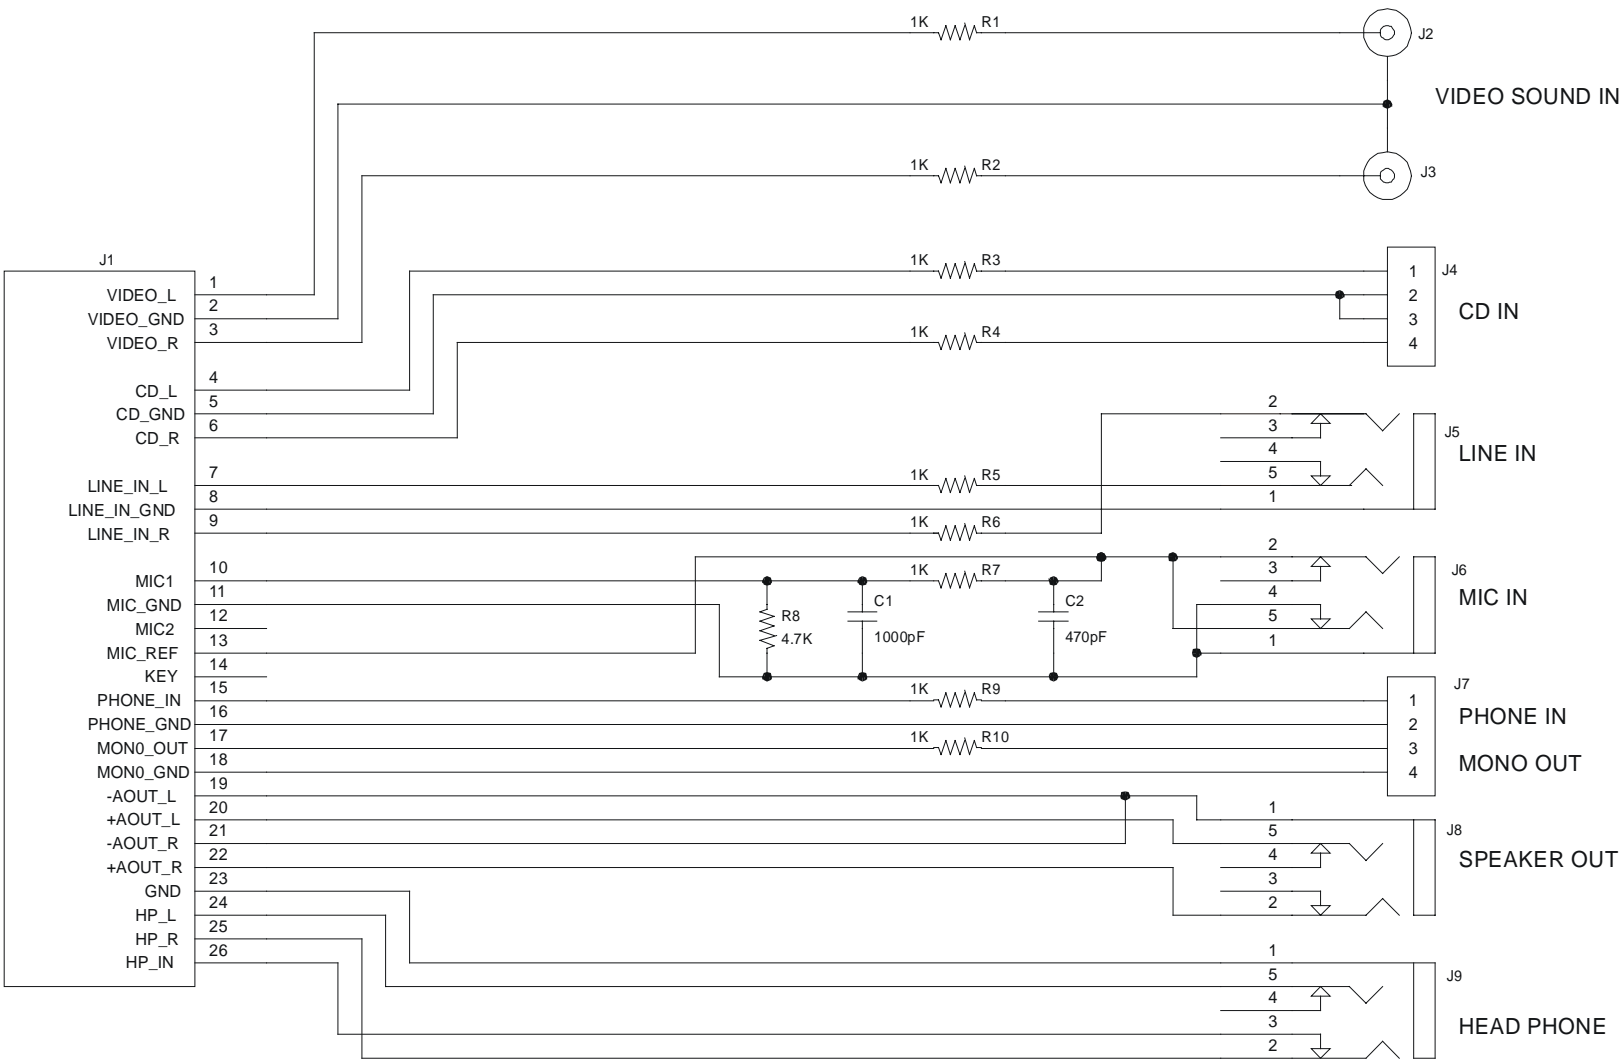 1K R1
J2
VIDEO SOUND IN
1K R2
J3
J1
1K R3
1 J4
VIDEO_L 1
2
CD IN
VIDEO_GND 2
3
VIDEO_R 3
1K R4
4
CD_L 4
CD_GND 5
CD_R 6
2
3
J5
4
LINE IN
5
1
LINE_IN_L 7
1K R5
LINE_IN_GND 8
LINE_IN_R 9
1K R6
2
3
J6
4
MIC IN
5
1
MIC1 10
1K R7
MIC_GND 11
R8
4.7K
C1
1000pF
C2
470pF
MIC2 12
MIC_REF 13
KEY 14
J7
PHONE_IN 15
1K R9
1
PHONE IN
PHONE_GND 16
2
MON0_OUT 17
1K R10
3
MONO OUT
MON0_GND 18
4
-AOUT_L 19
1
+AOUT_L 20
5
J8
-AOUT_R 21
4
SPEAKER OUT
+AOUT_R 22
3
GND 23
2
HP_L 24
HP_R 25
1
HP_IN 26
5
J9
4
3
HEAD PHONE
2